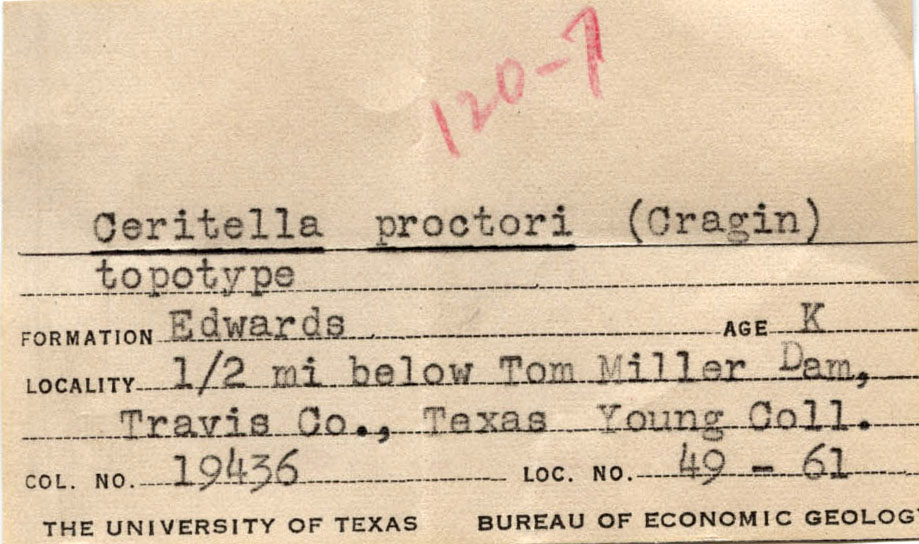 120-7
Ceritella proctori (Cragin)
topotype
FORMATION Edwards AGE K
LOCALITY 1/2 mi below Tom Miller Dam,
Travis Co., Texas Young Coll.
COL. NO. 19436 LOC. NO. 49 - 61
THE UNIVERSITY OF TEXAS BUREAU OF ECONOMIC GEOLOG